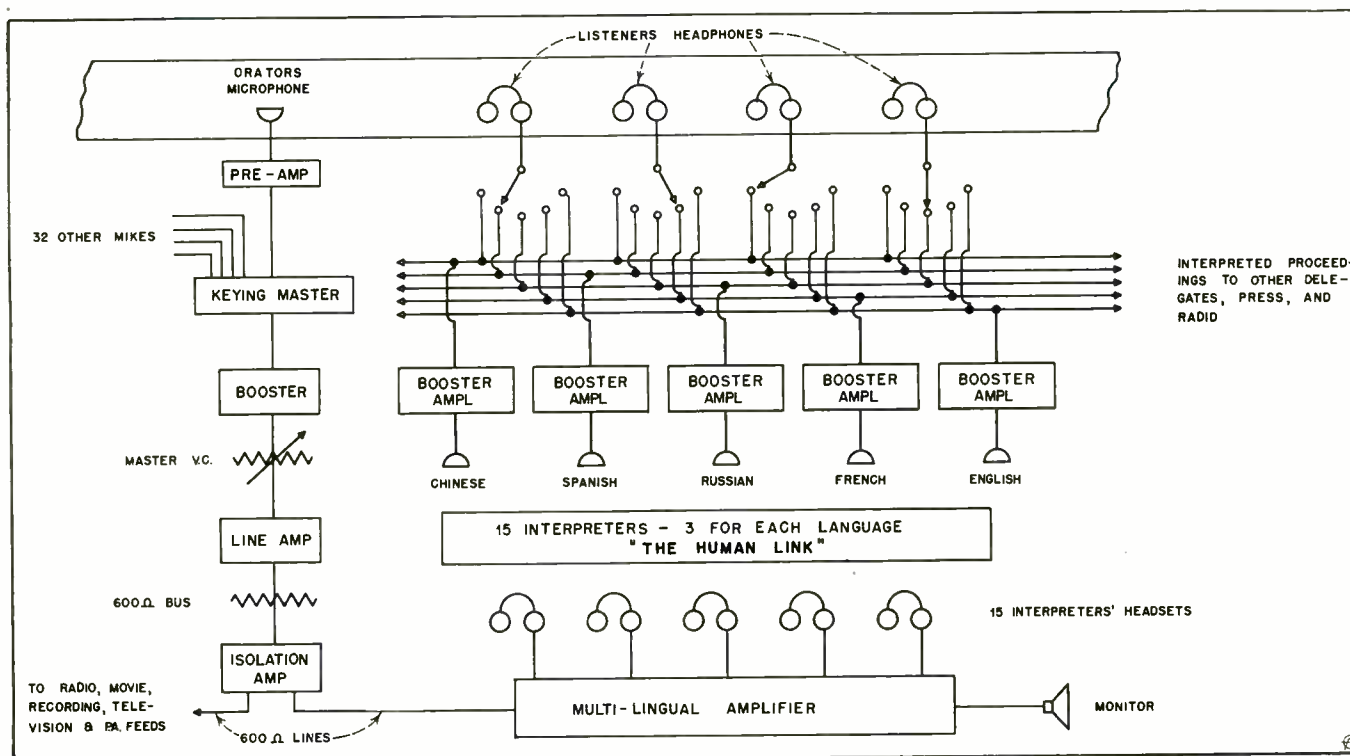 LISTENERS HEADPHONES
ORATORS
MICROPHONE
PRE-AMP
32 OTHER MIKES
KEYING MASTER
INTERPRETED PROCEED-
INGS TO OTHER DELE-
GATES, PRESS, AND
RADIO
BOOSTER
BOOSTER
AMPL
BOOSTER
AMPL
BOOSTER
AMPL
BOOSTER
AMPL
BOOSTER
AMPL
MASTER V.C.
CHINESE
SPANISH
RUSSIAN
FRENCH
ENGLISH
15 INTERPRETERS - 3 FOR EACH LANGUAGE
"THE HUMAN LINK"
LINE AMP
600Ω BUS
15 INTERPRETERS' HEADSETS
ISOLATION
AMP
TO RADIO, MOVIE,
RECORDING, TELE-
VISION & P.A. FEEDS
600Ω LINES
MULTI-LINGUAL AMPLIFIER
MONITOR